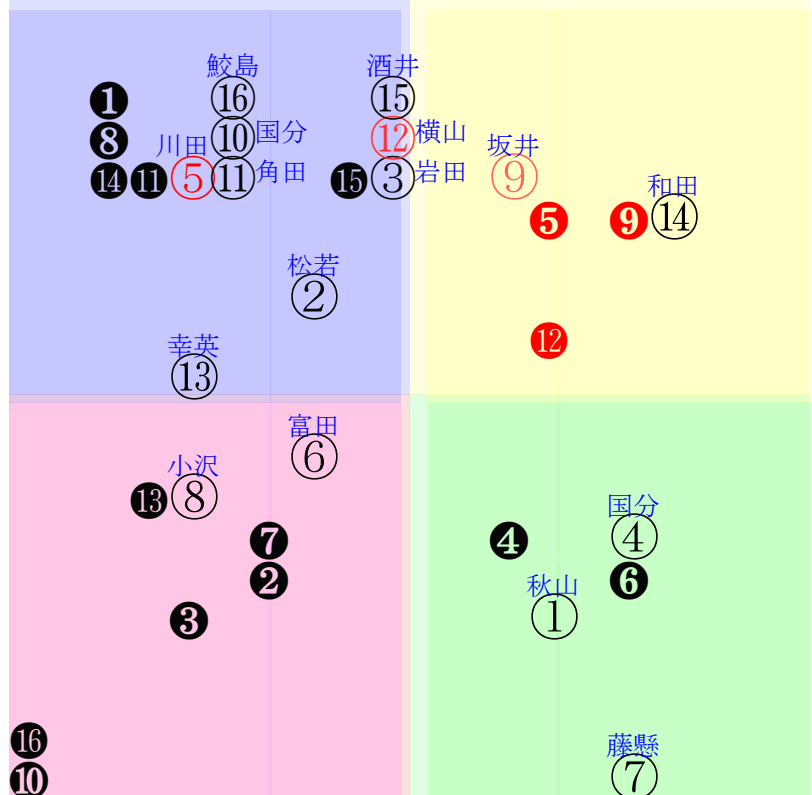 鮫島 酒井
❶ ⑯ ⑮
❽ 川田 ⑩ 国分 ⑫ 横山 坂井
⓮ ⓫ ⑤ ⑪ 角田 ⓯ ③ 岩田 ⑨ 和田
❺ ❾ ⑭
松若
②
幸英 ⓬
⑬
富田
小沢 ⑥
⓭ ⑧ 国分
❼ ❹ ④
❷ 秋山 ❻
❸ ①
⓰ 藤懸
❿ ⑦